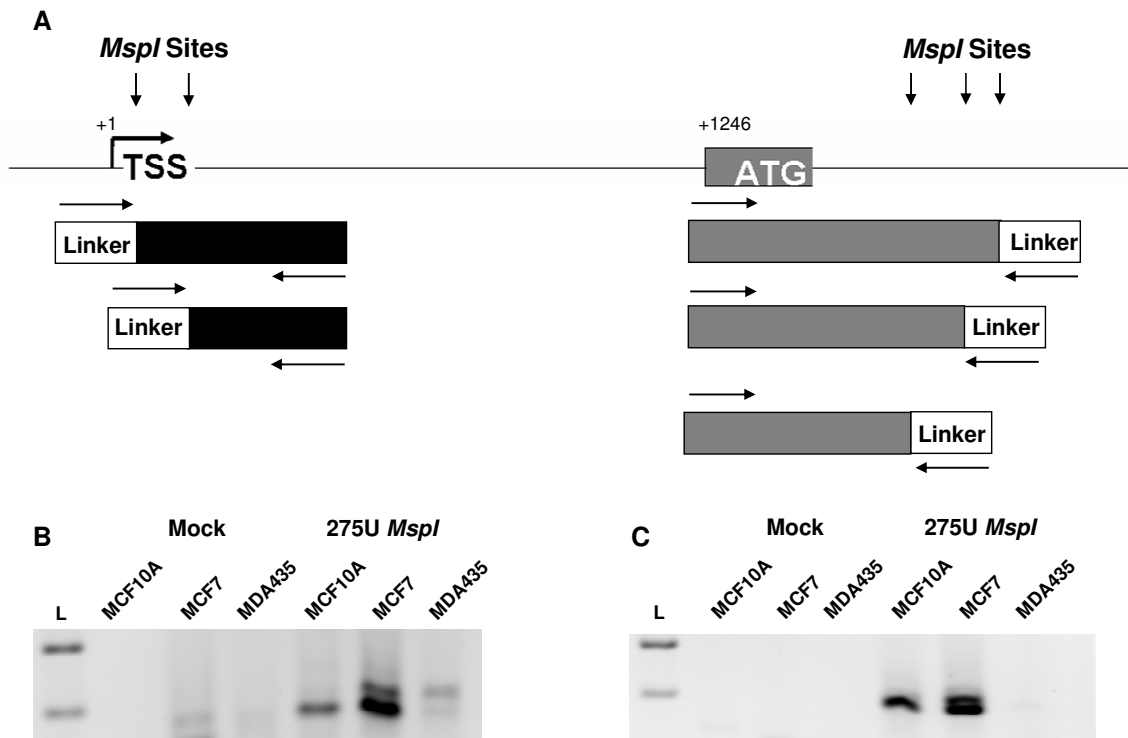 A
MspI Sites
MspI Sites
+1
TSS
+1246
ATG
Linker
Linker
Linker
Linker
Linker
B
Mock
275U MspI
L
MCF10A
MCF7
MDA435
MCF10A
MCF7
MDA435
C
Mock
275U MspI
L
MCF10A
MCF7
MDA435
MCF10A
MCF7
MDA435